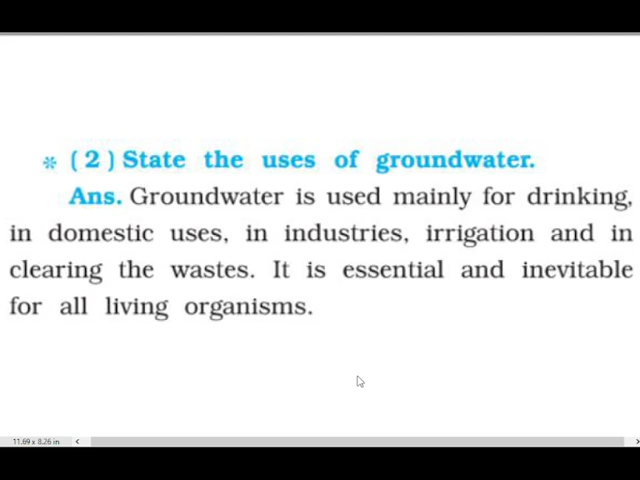 * (2) State the uses of groundwater.
Ans. Groundwater is used mainly for drinking,
in domestic uses, in industries, irrigation and in
clearing the wastes. It is essential and inevitable
for all living organisms.
11.69 x 8.26 in